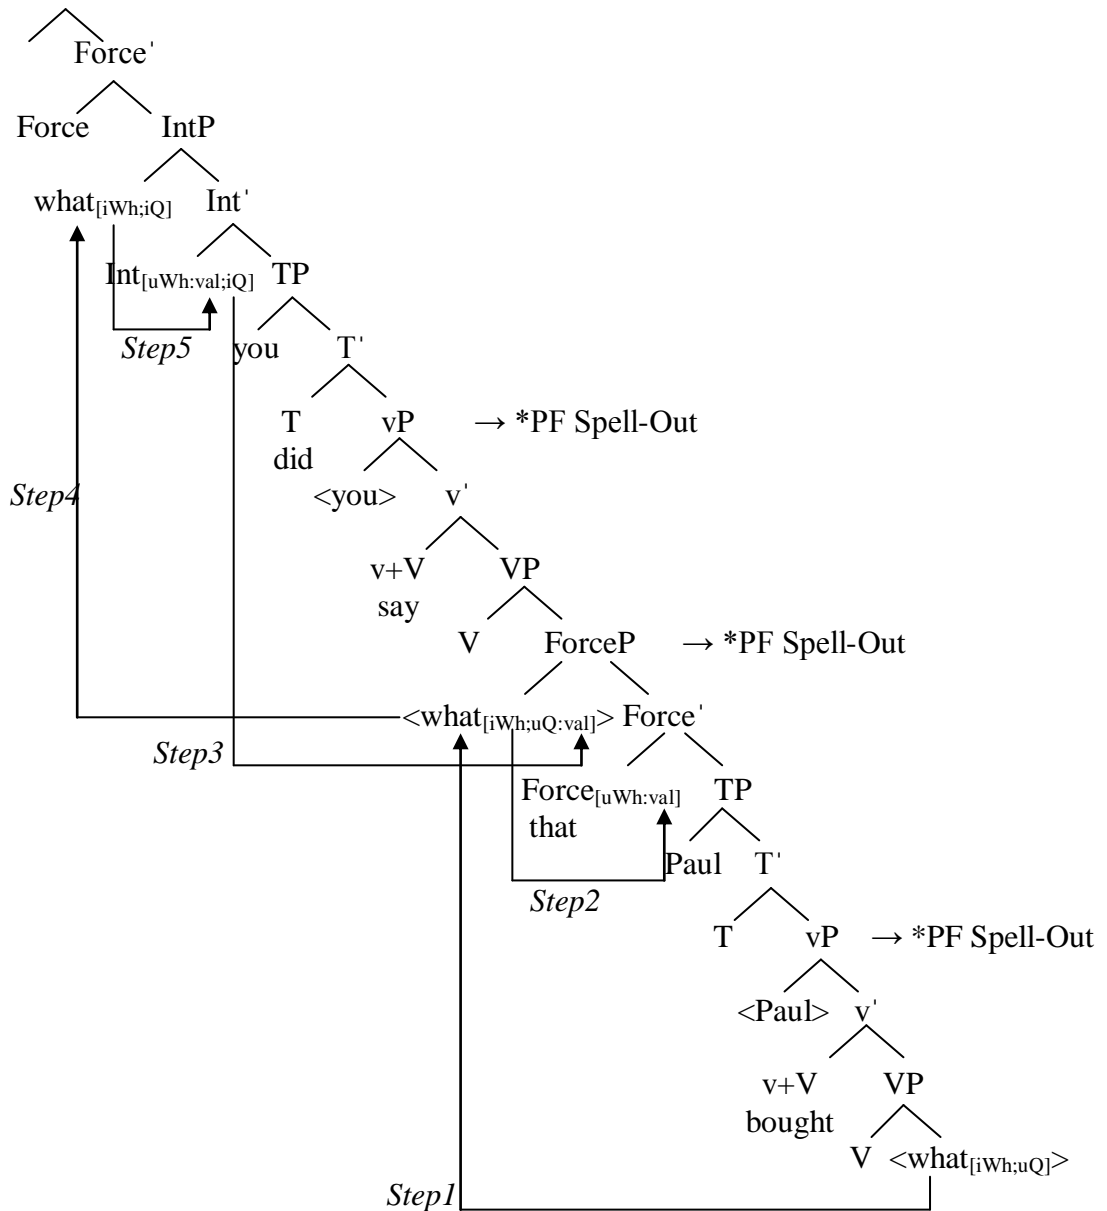 Force'
Force IntP
what[iWh;iQ] Int'
Int[uWh:val;iQ] TP
Step5 you T'
T vP → *PF Spell-Out
did
Step4 <you> v'
v+V VP
say
V ForceP → *PF Spell-Out
<what[iWh;uQ:val]> Force'
Step3
Force[uWh:val] TP
that
Paul T'
Step2
T vP → *PF Spell-Out
<Paul> v'
v+V VP
bought
V <what[iWh;uQ]>
Step1